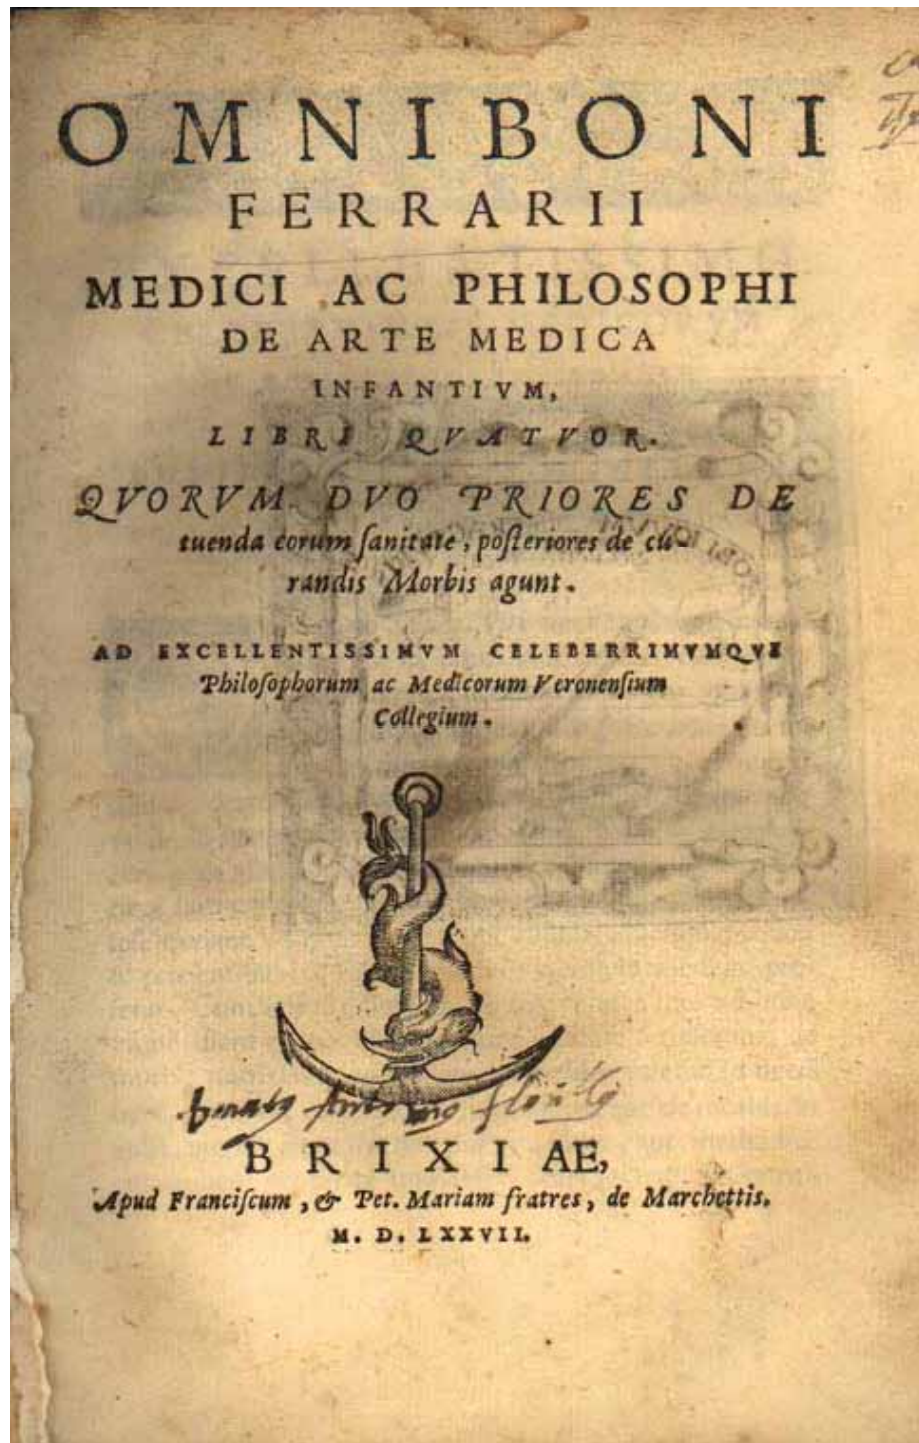 OMNIBONI
FERRARII
MEDICI AC PHILOSOPHI
DE ARTE MEDICA
INFANTIVM,
LIBRI QVATVOR.
QVORVM DVO PRIORES DE
tuenda eorum ſanitate, poſteriores de cu-
randis Morbis agunt.
AD EXCELLENTISSIMVM CELEBERRIMVMQVE
Philoſophorum ac Medicorum Veronenſium
Collegium.
BRIXIAE,
Apud Franciſcum, & Pet. Mariam fratres, de Marchettis.
M. D. LXXVII.